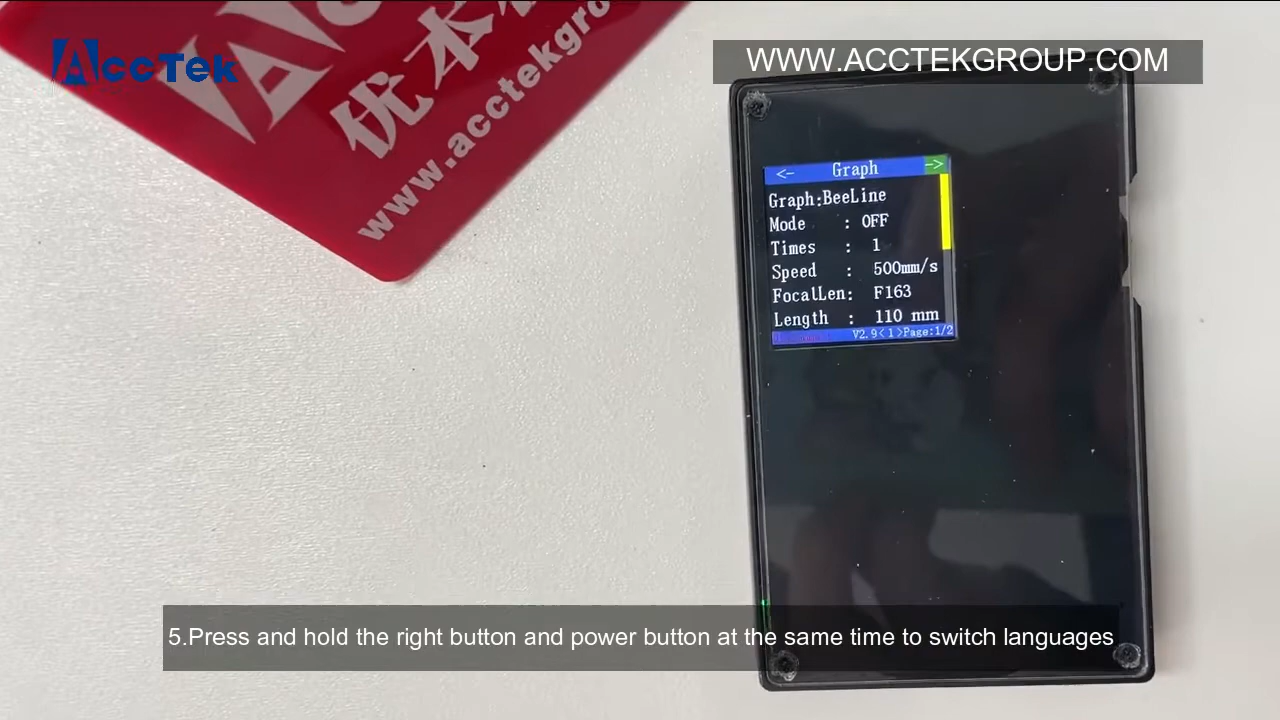 AccTek
优本
www.acctekgro
WWW.ACCTEKGROUP.COM
<- Graph ->
Graph:BeeLine
Mode : OFF
Times : 1
Speed : 500mm/s
FocalLen: F163
Length : 110 mm
V2.9<1>Page:1/2
5.Press and hold the right button and power button at the same time to switch languages